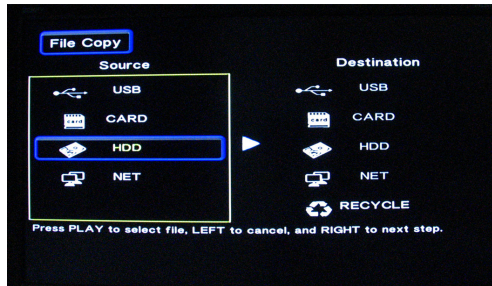 File Copy
Source
Destination
USB
USB
CARD
CARD
HDD
HDD
NET
NET
RECYCLE
Press PLAY to select file, LEFT to cancel, and RIGHT to next step.